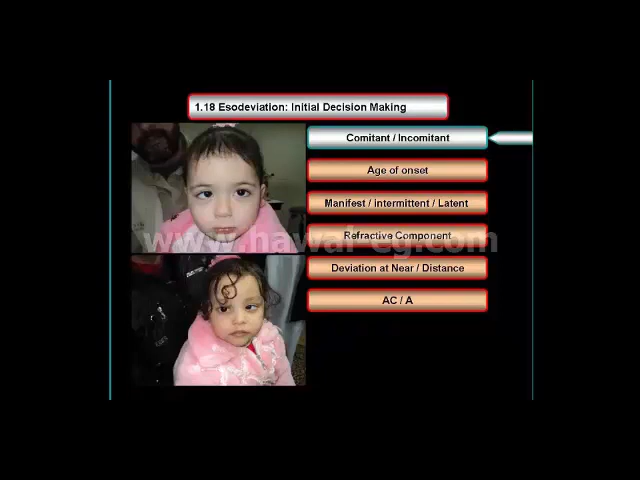 1.18 Esodeviation: Initial Decision Making
Comitant / Incomitant
Age of onset
Manifest / intermittent / Latent
Refractive Component
www.hawal-eg.com
Deviation at Near / Distance
AC / A